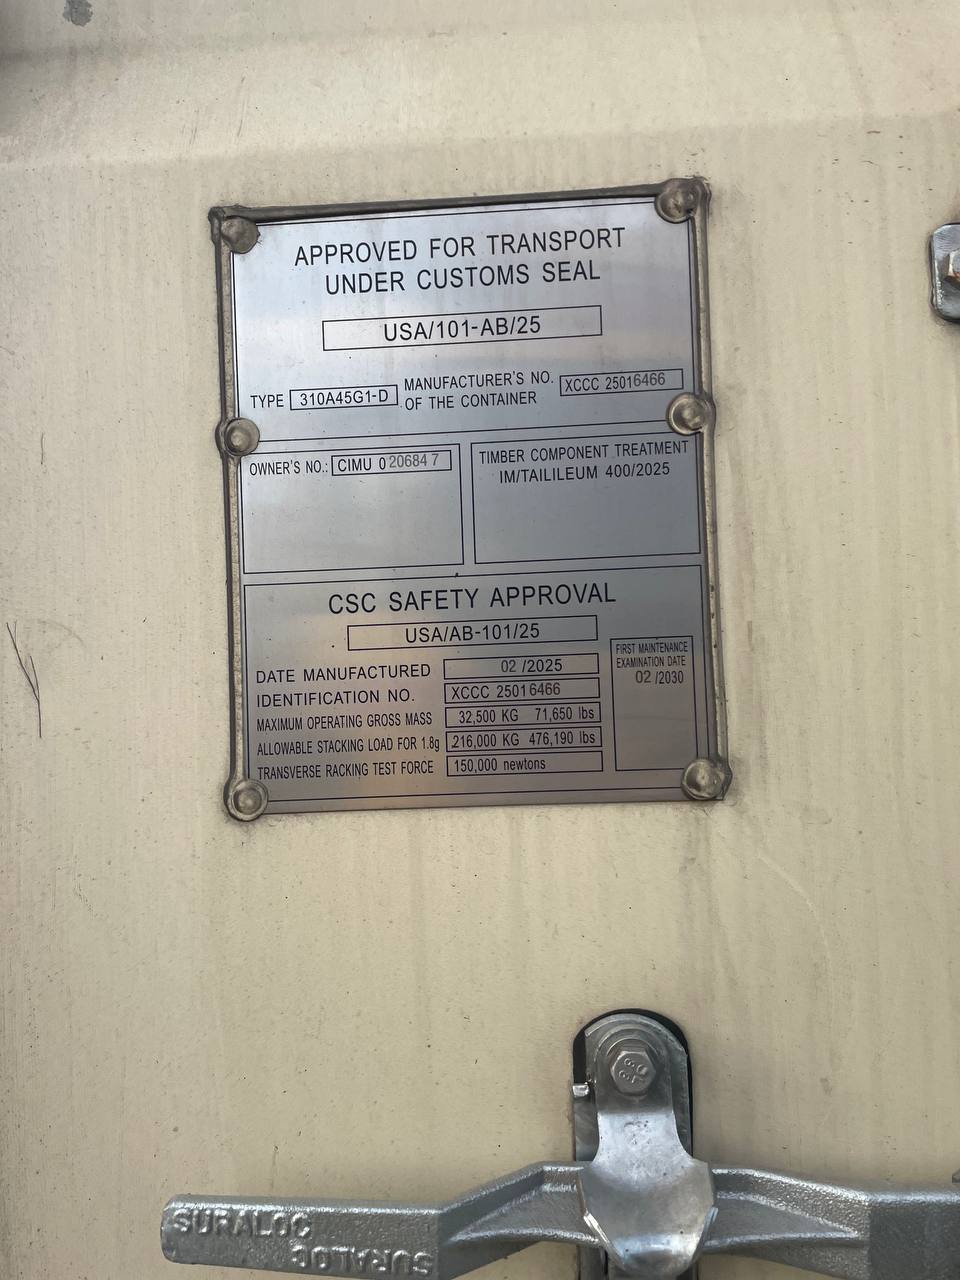 APPROVED FOR TRANSPORT
UNDER CUSTOMS SEAL
USA/101-AB/25
TYPE 310A45G1-D MANUFACTURER'S NO. OF THE CONTAINER XCCC 25016466
OWNER'S NO.: CIMU 0206847
TIMBER COMPONENT TREATMENT
IM/TAILILEUM 400/2025
CSC SAFETY APPROVAL
USA/AB-101/25
DATE MANUFACTURED 02/2025
IDENTIFICATION NO. XCCC 25016466
MAXIMUM OPERATING GROSS MASS 32,500 KG 71,650 lbs
ALLOWABLE STACKING LOAD FOR 1.8g 216,000 KG 476,190 lbs
TRANSVERSE RACKING TEST FORCE 150,000 newtons
FIRST MAINTENANCE
EXAMINATION DATE
02/2030
SURALOC
SURALOC